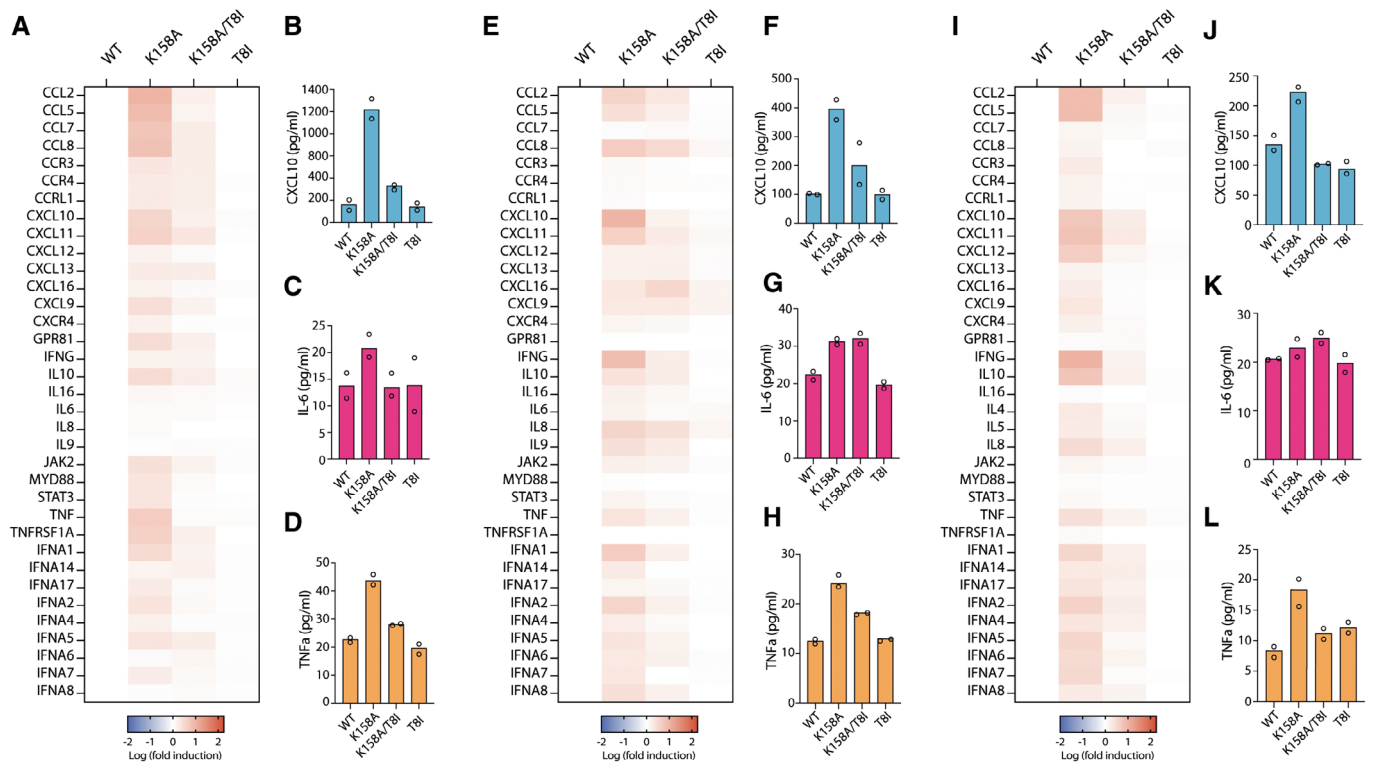 A
WT
K158A
K158A/T8I
T8I
CCL2
CCL5
CCL7
CCL8
CCR3
CCR4
CCRL1
CXCL10
CXCL11
CXCL12
CXCL13
CXCL16
CXCL9
CXCR4
GPR81
IFNG
IL10
IL16
IL6
IL8
IL9
JAK2
MYD88
STAT3
TNF
TNFRSF1A
IFNA1
IFNA14
IFNA17
IFNA2
IFNA4
IFNA5
IFNA6
IFNA7
IFNA8
-2 -1 0 1 2
Log (fold induction)
B
CXCL10 (pg/ml)
1400
1200
1000
800
600
400
200
0
WT
K158A
K158A/T8I
T8I
C
IL-6 (pg/ml)
25
20
15
10
5
0
WT
K158A
K158A/T8I
T8I
D
TNFa (pg/ml)
50
40
30
20
10
0
WT
K158A
K158A/T8I
T8I
E
WT
K158A
K158A/T8I
T8I
CCL2
CCL5
CCL7
CCL8
CCR3
CCR4
CCRL1
CXCL10
CXCL11
CXCL12
CXCL13
CXCL16
CXCL9
CXCR4
GPR81
IFNG
IL10
IL16
IL6
IL8
IL9
JAK2
MYD88
STAT3
TNF
TNFRSF1A
IFNA1
IFNA14
IFNA17
IFNA2
IFNA4
IFNA5
IFNA6
IFNA7
IFNA8
-2 -1 0 1 2
Log (fold induction)
F
CXCL10 (pg/ml)
500
400
300
200
100
0
WT
K158A
K158A/T8I
T8I
G
IL-6 (pg/ml)
40
30
20
10
0
WT
K158A
K158A/T8I
T8I
H
TNFa (pg/ml)
30
20
10
0
WT
K158A
K158A/T8I
T8I
I
WT
K158A
K158A/T8I
T8I
CCL2
CCL5
CCL7
CCL8
CCR3
CCR4
CCRL1
CXCL10
CXCL11
CXCL12
CXCL13
CXCL16
CXCL9
CXCR4
GPR81
IFNG
IL10
IL16
IL4
IL5
IL8
JAK2
MYD88
STAT3
TNF
TNFRSF1A
IFNA1
IFNA14
IFNA17
IFNA2
IFNA4
IFNA5
IFNA6
IFNA7
IFNA8
-2 -1 0 1 2
Log (fold induction)
J
CXCL10 (pg/ml)
250
200
150
100
50
0
WT
K158A
K158A/T8I
T8I
K
IL-6 (pg/ml)
30
20
10
0
WT
K158A
K158A/T8I
T8I
L
TNFa (pg/ml)
25
20
15
10
5
0
WT
K158A
K158A/T8I
T8I